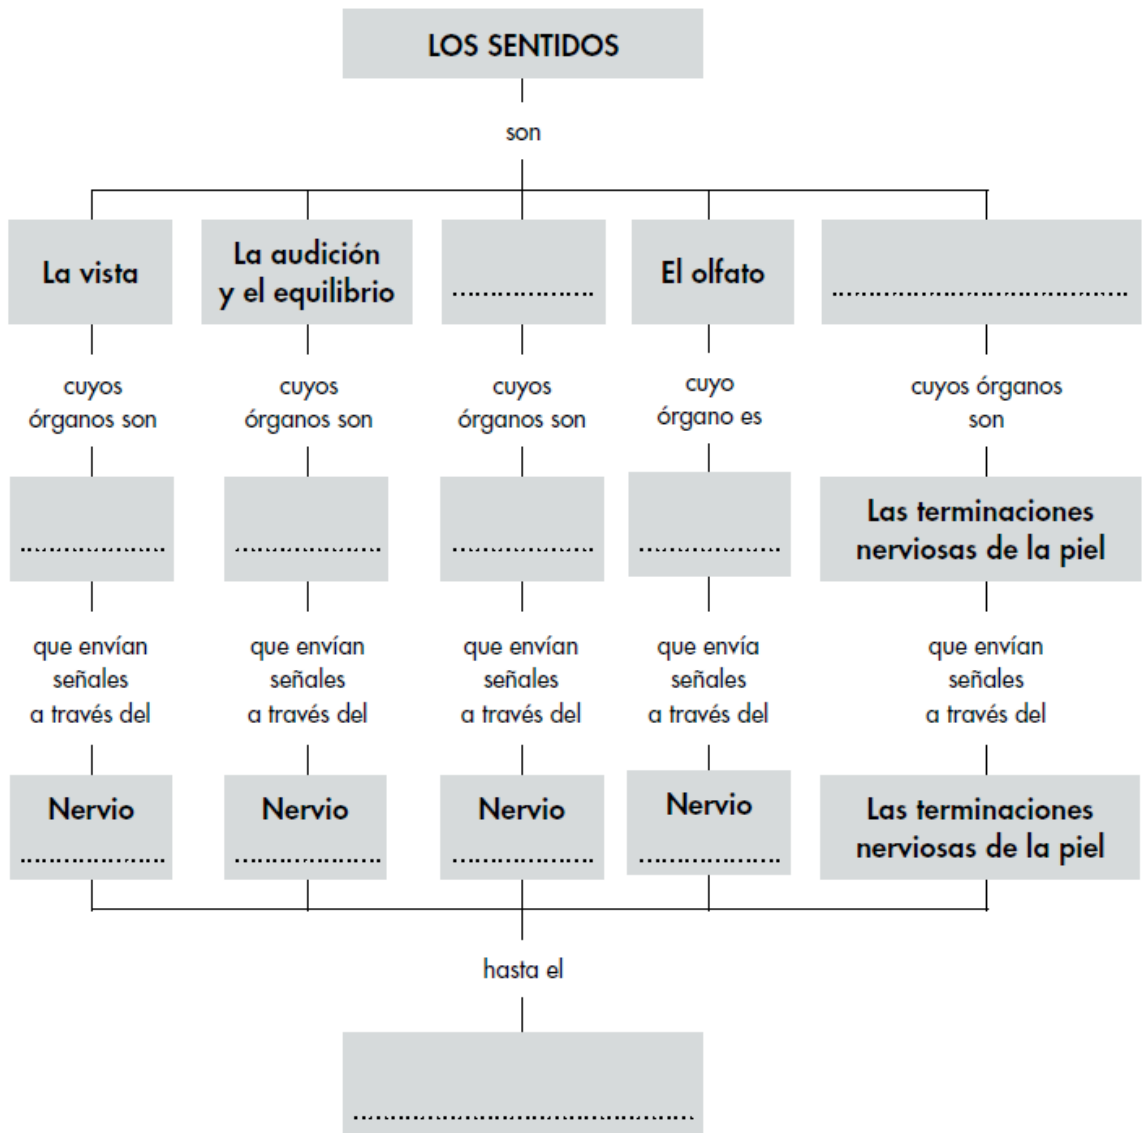 LOS SENTIDOS
son
La vista
La audición
y el equilibrio
....................
El olfato
..........................................
cuyos
órganos son
cuyos
órganos son
cuyos
órganos son
cuyo
órgano es
cuyos órganos
son
....................
....................
....................
....................
Las terminaciones
nerviosas de la piel
que envían
señales
a través del
que envían
señales
a través del
que envían
señales
a través del
que envía
señales
a través del
que envían
señales
a través del
Nervio
....................
Nervio
....................
Nervio
....................
Nervio
....................
Las terminaciones
nerviosas de la piel
hasta el
................................................